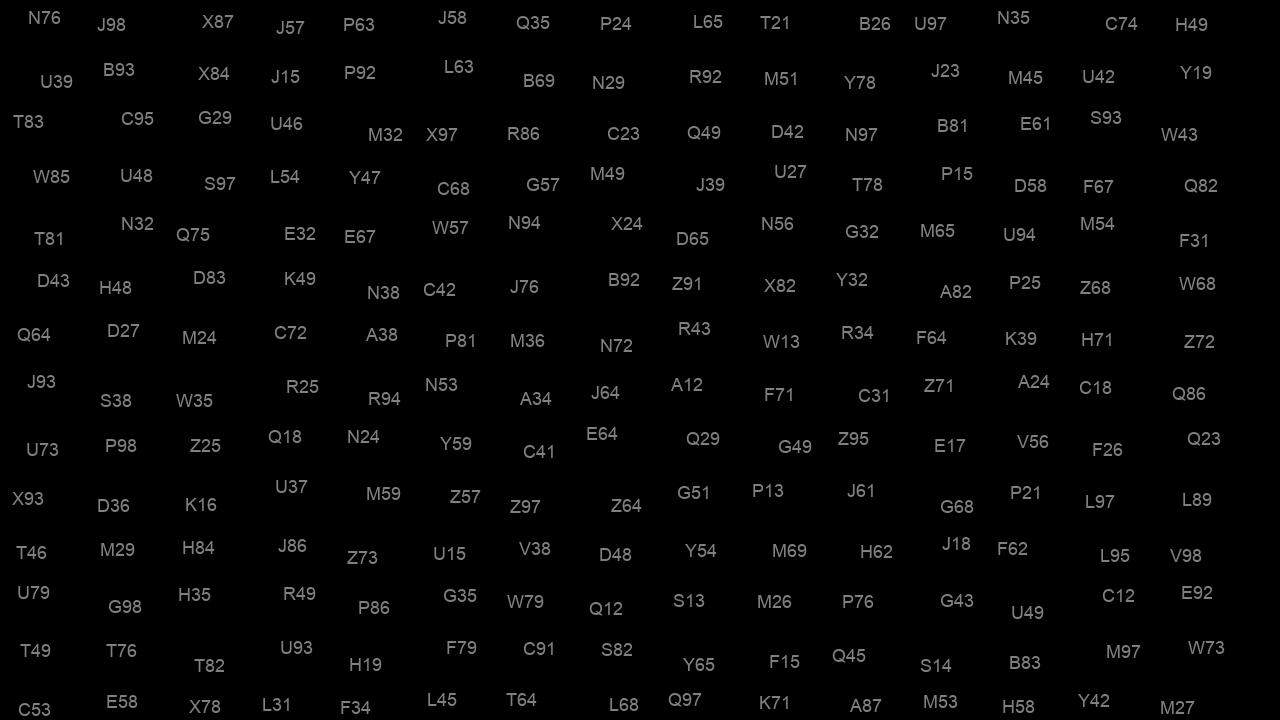 N76 J98 X87 J57 P63 J58 Q35 P24 L65 T21 B26 U97 N35 C74 H49
U39 B93 X84 J15 P92 L63 B69 N29 R92 M51 Y78 J23 M45 U42 Y19
T83 C95 G29 U46 M32 X97 R86 C23 Q49 D42 N97 B81 E61 S93 W43
W85 U48 S97 L54 Y47 C68 G57 M49 J39 U27 T78 P15 D58 F67 Q82
T81 N32 Q75 E32 E67 W57 N94 X24 D65 N56 G32 M65 U94 M54 F31
D43 H48 D83 K49 N38 C42 J76 B92 Z91 X82 Y32 A82 P25 Z68 W68
Q64 D27 M24 C72 A38 P81 M36 N72 R43 W13 R34 F64 K39 H71 Z72
J93 S38 W35 R25 R94 N53 A34 J64 A12 F71 C31 Z71 A24 C18 Q86
U73 P98 Z25 Q18 N24 Y59 C41 E64 Q29 G49 Z95 E17 V56 F26 Q23
X93 D36 K16 U37 M59 Z57 Z97 Z64 G51 P13 J61 G68 P21 L97 L89
T46 M29 H84 J86 Z73 U15 V38 D48 Y54 M69 H62 J18 F62 L95 V98
U79 G98 H35 R49 P86 G35 W79 Q12 S13 M26 P76 G43 U49 C12 E92
T49 T76 T82 U93 H19 F79 C91 S82 Y65 F15 Q45 S14 B83 M97 W73
C53 E58 X78 L31 F34 L45 T64 L68 Q97 K71 A87 M53 H58 Y42 M27